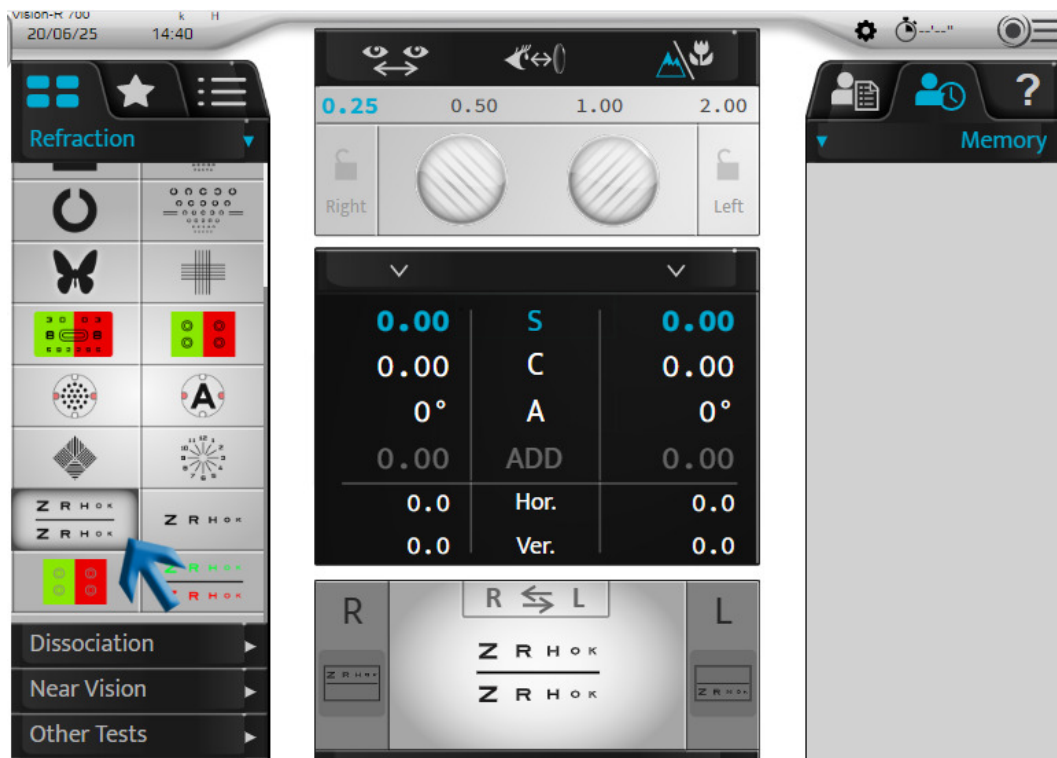 Vision-R 700 k H
20/06/25 14:40
--'--"
Refraction
A
Z R H O K
Z R H O K
Z R H O K
Z R H O K
Z R H O K
Dissociation
Near Vision
Other Tests
0.25 0.50 1.00 2.00
Right Left
0.00 S 0.00
0.00 C 0.00
0° A 0°
0.00 ADD 0.00
0.0 Hor. 0.0
0.0 Ver. 0.0
R R L L
Z R H O K
Z R H O K
?
Memory